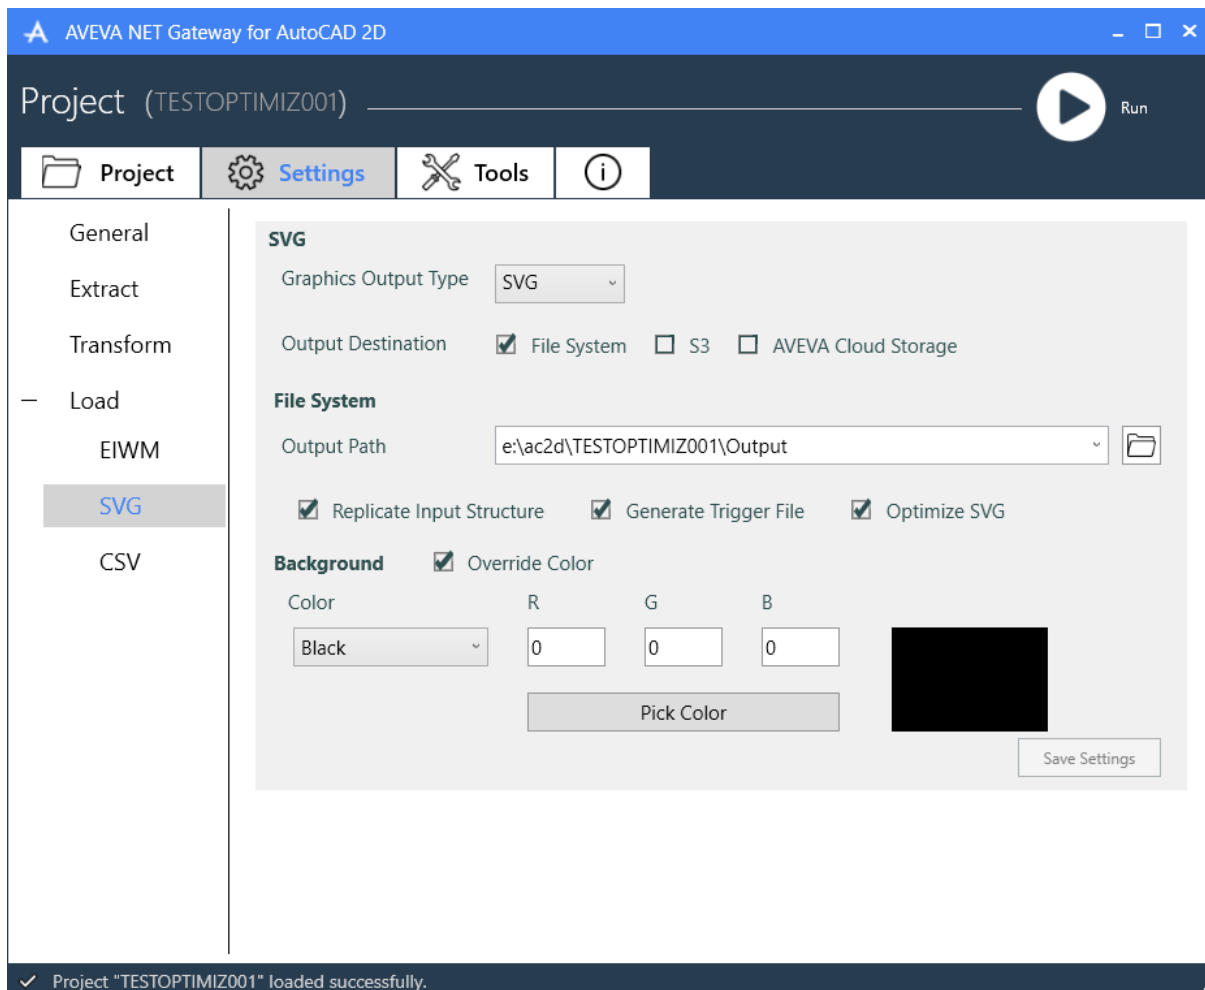 AVEVA NET Gateway for AutoCAD 2D
Project (TESTOPTIMIZ001)
Run
Project Settings Tools
General
Extract
Transform
Load
EIWM
SVG
CSV
SVG
Graphics Output Type SVG
Output Destination File System S3 AVEVA Cloud Storage
File System
Output Path e:\ac2d\TESTOPTIMIZ001\Output
Replicate Input Structure Generate Trigger File Optimize SVG
Background Override Color
Color R G B
Black 0 0 0
Pick Color
Save Settings
Project "TESTOPTIMIZ001" loaded successfully.